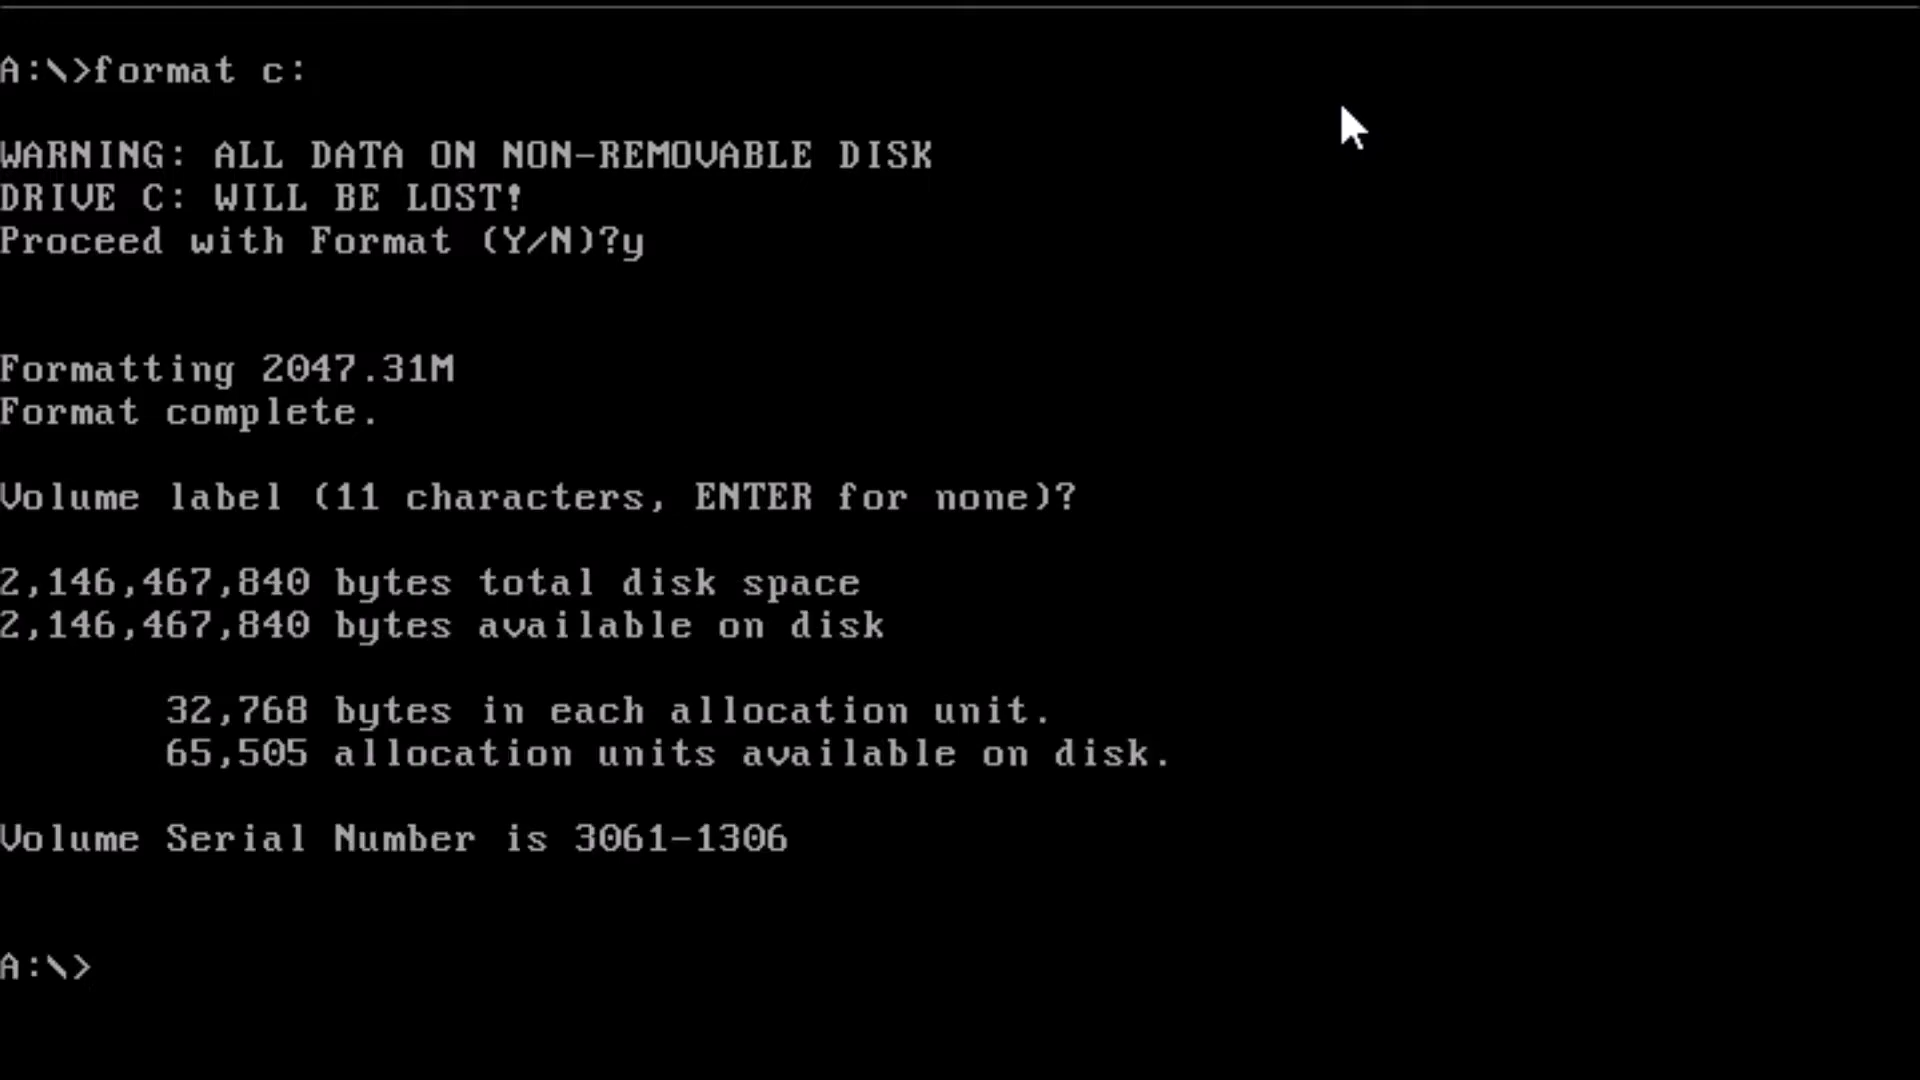 A:\>format c:
WARNING: ALL DATA ON NON-REMOVABLE DISK
DRIVE C: WILL BE LOST!
Proceed with Format (Y/N)?y
Formatting 2047.31M
Format complete.
Volume label (11 characters, ENTER for none)?
2,146,467,840 bytes total disk space
2,146,467,840 bytes available on disk
32,768 bytes in each allocation unit.
65,505 allocation units available on disk.
Volume Serial Number is 3061-1306
A:\>